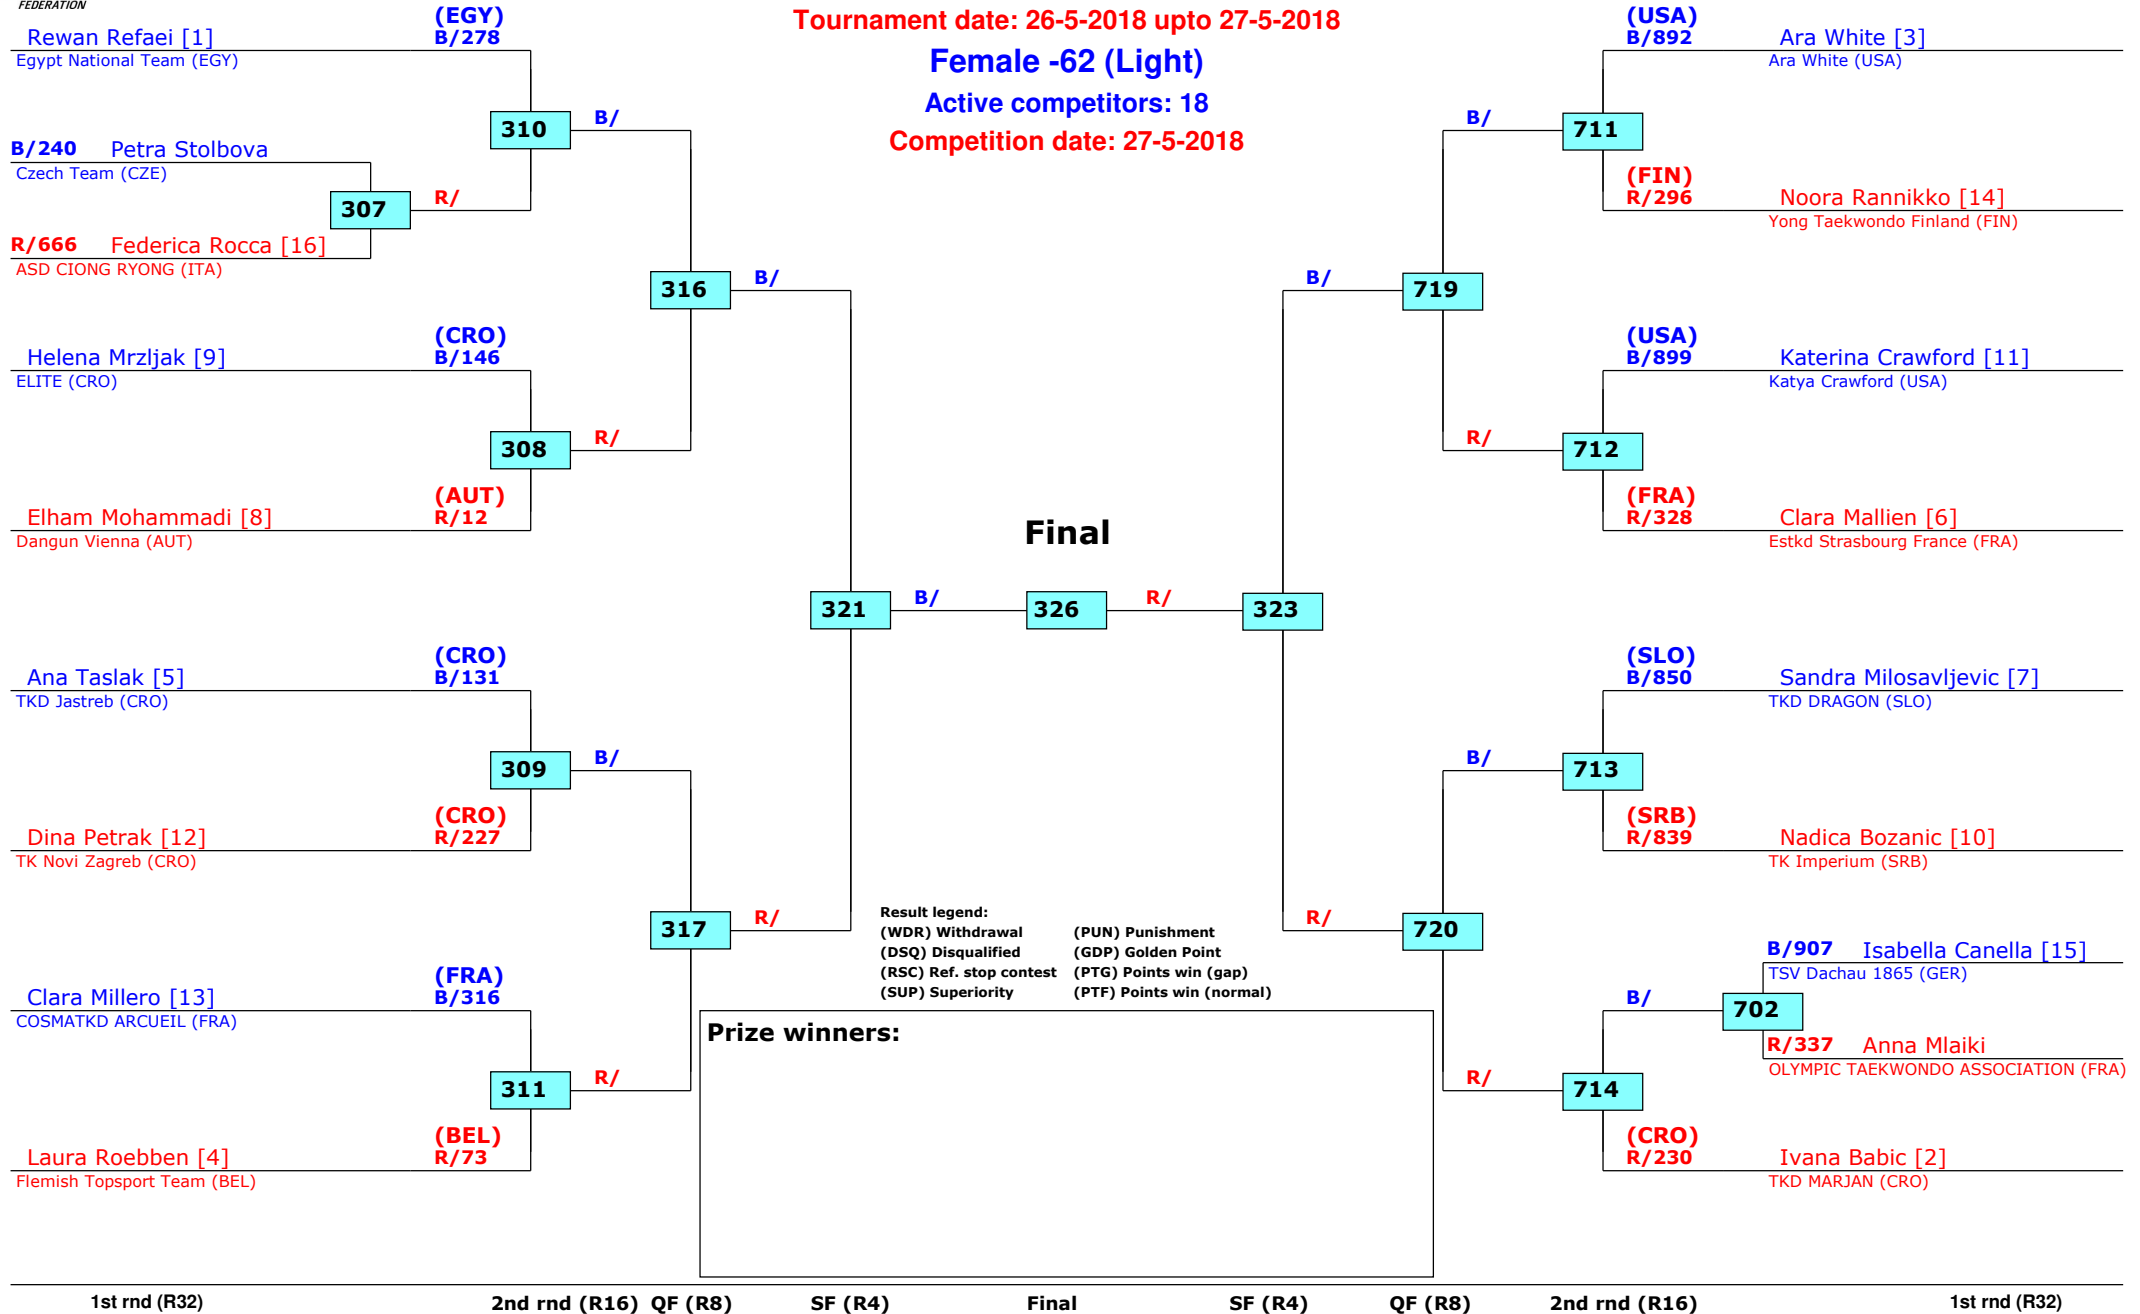 FEDERATION
Tournament date: 26-5-2018 upto 27-5-2018
Female -62 (Light)
Active competitors: 18
Competition date: 27-5-2018
(EGY)
Rewan Refaei [1] B/278
Egypt National Team (EGY)
310
B/
B/240 Petra Stolbova
Czech Team (CZE)
307
R/
R/666 Federica Rocca [16]
ASD CIONG RYONG (ITA)
316
B/
(CRO)
Helena Mrzljak [9] B/146
ELITE (CRO)
308
R/
(AUT)
Elham Mohammadi [8] R/12
Dangun Vienna (AUT)
321
B/
(CRO)
Ana Taslak [5] B/131
TKD Jastreb (CRO)
309
B/
(CRO)
Dina Petrak [12] R/227
TK Novi Zagreb (CRO)
317
R/
(FRA)
Clara Millero [13] B/316
COSMATKD ARCUEIL (FRA)
311
R/
(BEL)
Laura Roebben [4] R/73
Flemish Topsport Team (BEL)
Final
326
(USA)
B/892 Ara White [3]
Ara White (USA)
B/
711
(FIN)
R/296 Noora Rannikko [14]
Yong Taekwondo Finland (FIN)
B/
719
(USA)
B/899 Katerina Crawford [11]
Katya Crawford (USA)
R/
712
(FRA)
R/328 Clara Mallien [6]
Estkd Strasbourg France (FRA)
R/
323
(SLO)
B/850 Sandra Milosavljevic [7]
TKD DRAGON (SLO)
B/
713
(SRB)
R/839 Nadica Bozanic [10]
TK Imperium (SRB)
R/
720
B/907 Isabella Canella [15]
TSV Dachau 1865 (GER)
B/
702
R/337 Anna Mlaiki
OLYMPIC TAEKWONDO ASSOCIATION (FRA)
R/
714
(CRO)
R/230 Ivana Babic [2]
TKD MARJAN (CRO)
Result legend:
(WDR) Withdrawal (PUN) Punishment
(DSQ) Disqualified (GDP) Golden Point
(RSC) Ref. stop contest (PTG) Points win (gap)
(SUP) Superiority (PTF) Points win (normal)
Prize winners:
1st rnd (R32) 2nd rnd (R16) QF (R8) SF (R4) Final SF (R4) QF (R8) 2nd rnd (R16) 1st rnd (R32)